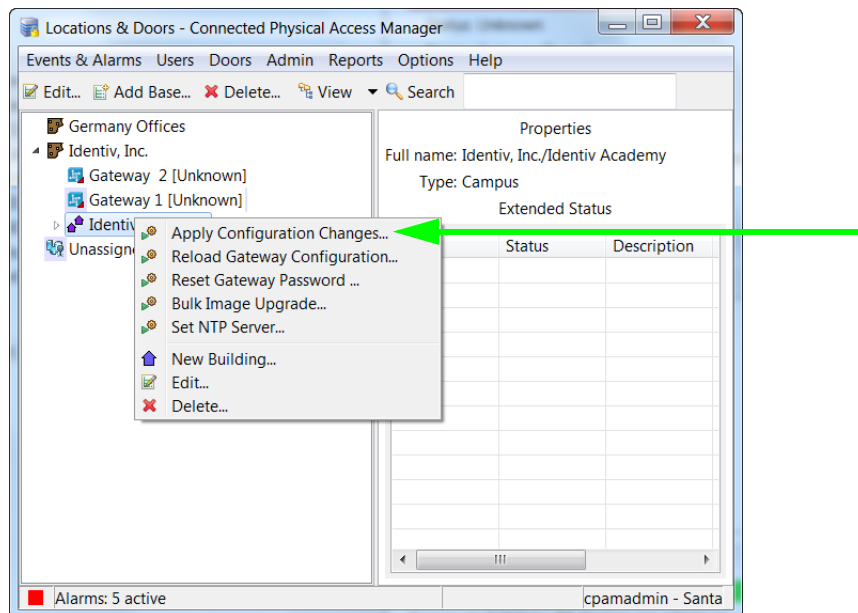 Locations & Doors - Connected Physical Access Manager
Events & Alarms Users Doors Admin Reports Options Help
Edit... Add Base... Delete... View Search
Germany Offices
Identiv, Inc.
Gateway 2 [Unknown]
Gateway 1 [Unknown]
Identiv
Unassigne
Apply Configuration Changes...
Reload Gateway Configuration...
Reset Gateway Password ...
Bulk Image Upgrade...
Set NTP Server...
New Building...
Edit...
Delete...
Properties
Full name: Identiv, Inc./Identiv Academy
Type: Campus
Extended Status
Status Description
Alarms: 5 active
cpamadmin - Santa